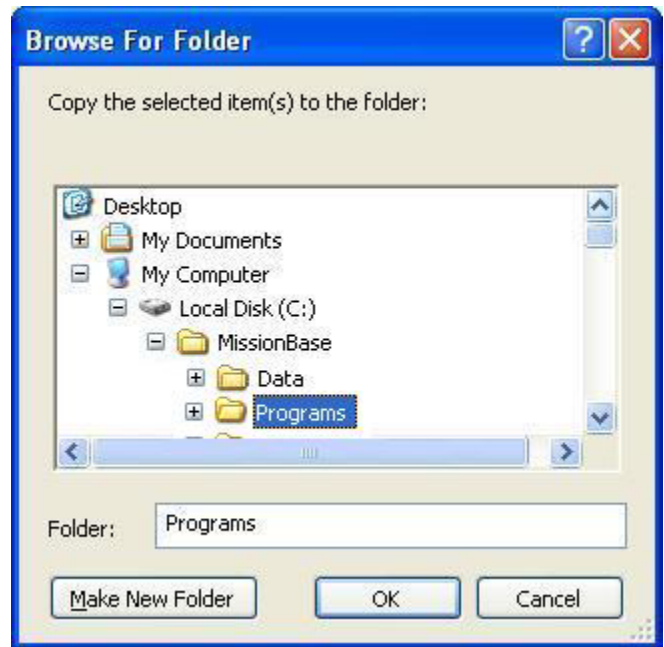 Browse For Folder
Copy the selected item(s) to the folder:
Desktop
My Documents
My Computer
Local Disk (C:)
MissionBase
Data
Programs
Folder: Programs
Make New Folder OK Cancel